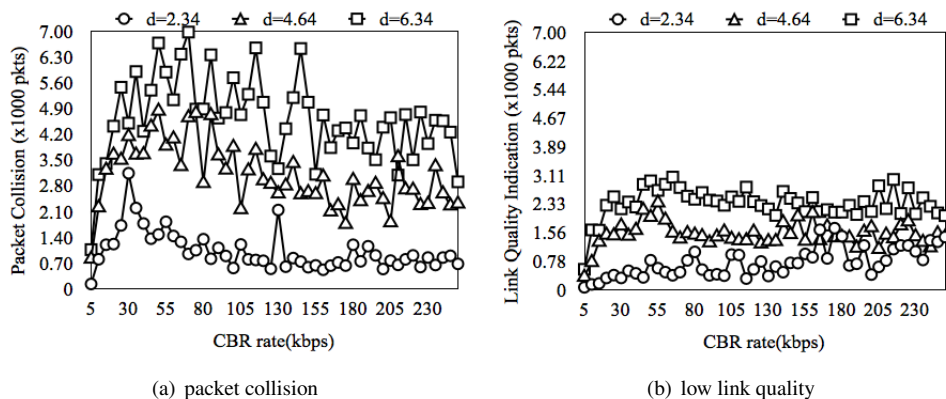 d=2.34 d=4.64 d=6.34
7.00
6.30
5.60
4.90
4.20
3.50
2.80
2.10
1.40
0.70
0
Packet Collision (x1000 pkts)
5 30 55 80 105 130 155 180 205 230
CBR rate(kbps)
(a) packet collision
d=2.34 d=4.64 d=6.34
7.00
6.22
5.44
4.67
3.89
3.11
2.33
1.56
0.78
0
Link Quality Indication (x1000 pkts)
5 30 55 80 105 130 155 180 205 230
CBR rate(kbps)
(b) low link quality